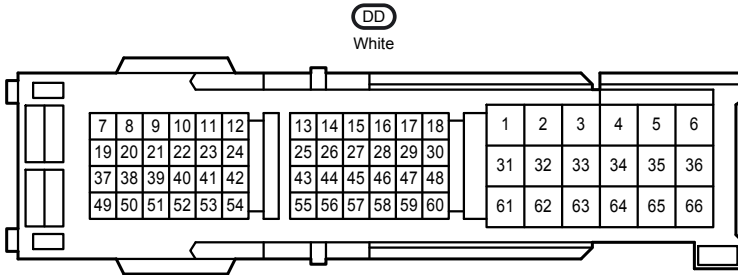 DD
White
7 8 9 10 11 12 13 14 15 16 17 18 1 2 3 4 5 6
19 20 21 22 23 24 25 26 27 28 29 30 31 32 33 34 35 36
37 38 39 40 41 42 43 44 45 46 47 48
49 50 51 52 53 54 55 56 57 58 59 60 61 62 63 64 65 66